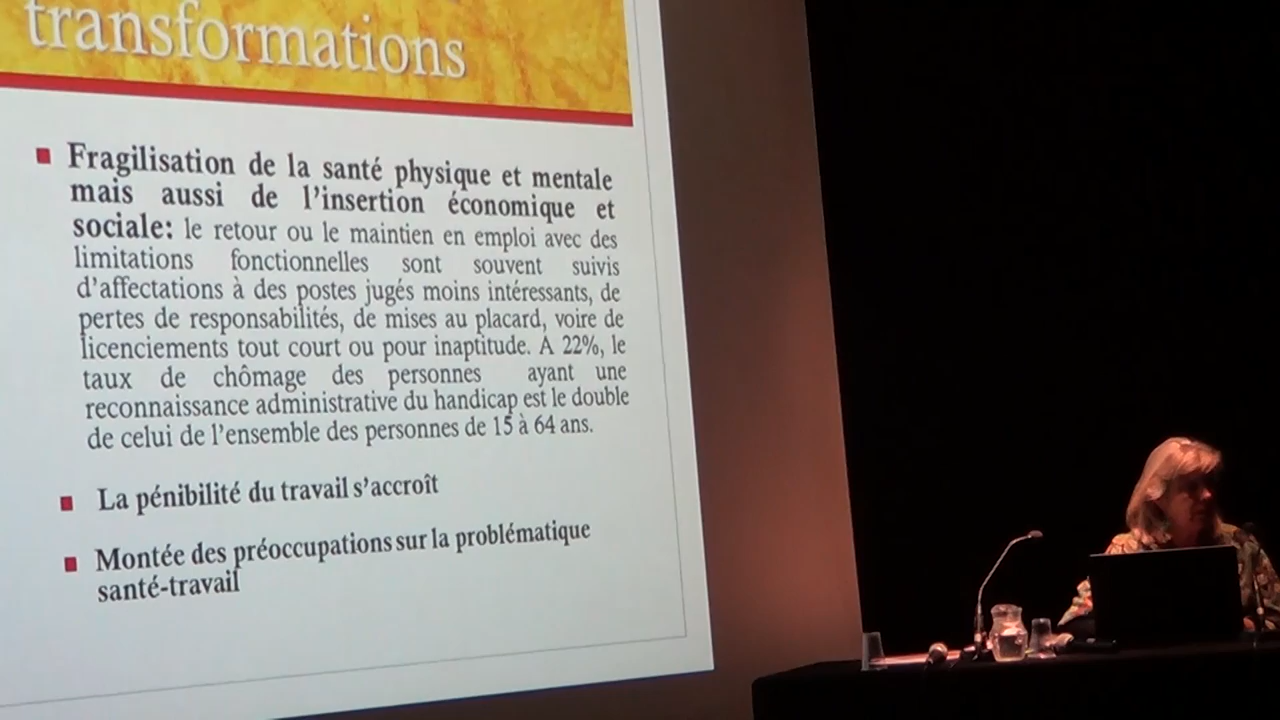 transformations
Fragilisation de la santé physique et mentale
mais aussi de l'insertion économique et
sociale: le retour ou le maintien en emploi avec des
limitations fonctionnelles sont souvent suivis
d'affectations à des postes jugés moins intéressants, de
pertes de responsabilités, de mises au placard, voire de
licenciements tout court ou pour inaptitude. A 22%, le
taux de chômage des personnes ayant une
reconnaissance administrative du handicap est le double
de celui de l'ensemble des personnes de 15 à 64 ans.
La pénibilité du travail s'accroît
Montée des préoccupations sur la problématique
santé-travail